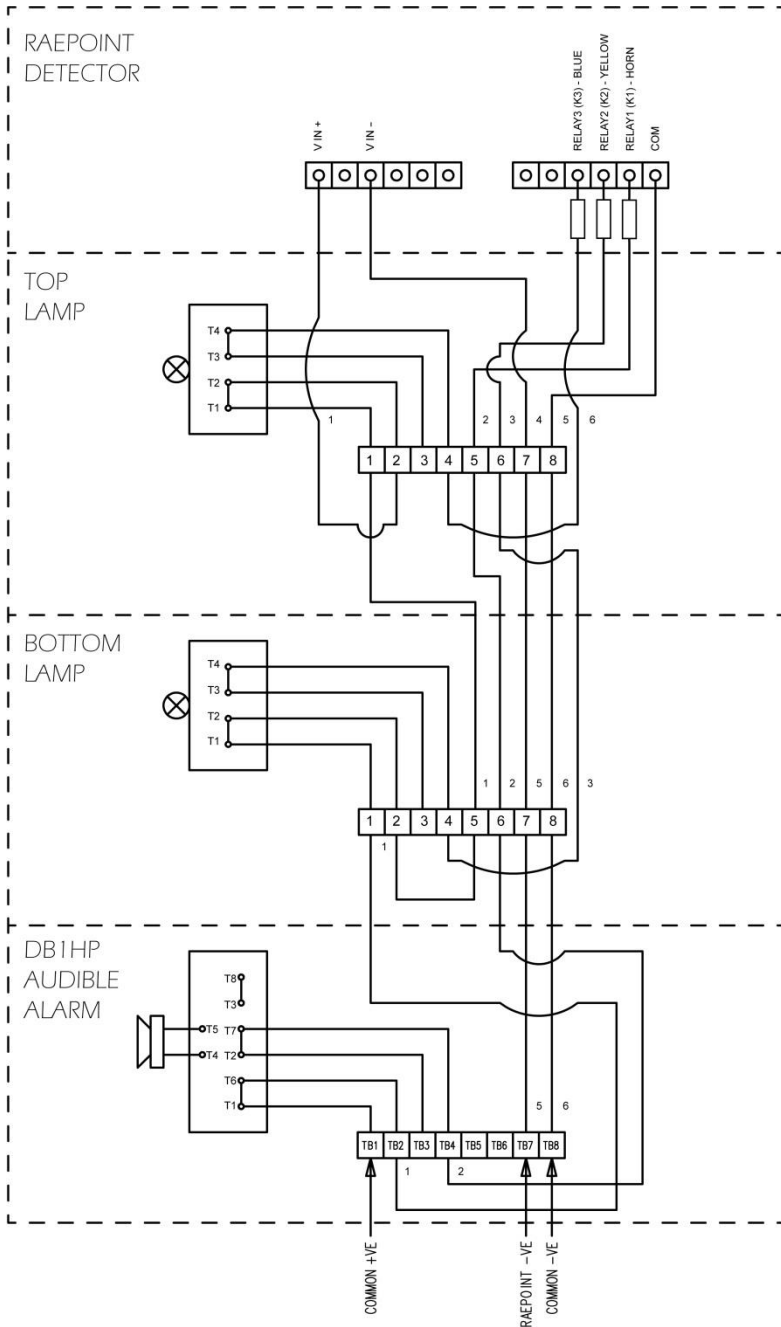 RAEPOINT
DETECTOR
V IN +
V IN -
RELAY3 (K3) - BLUE
RELAY2 (K2) - YELLOW
RELAY1 (K1) - HORN
COM
TOP
LAMP
T4
T3
T2
T1
1 2 3 4 5 6
1 2 3 4 5 6 7 8
BOTTOM
LAMP
T4
T3
T2
T1
1 2 5 6 3
1 2 3 4 5 6 7 8
1
DB1HP
AUDIBLE
ALARM
T8
T3
T5 T7
T4 T2
T6
T1
5 6
TB1 TB2 TB3 TB4 TB5 TB6 TB7 TB8
1 2
COMMON +VE
RAEPOINT -VE
COMMON -VE